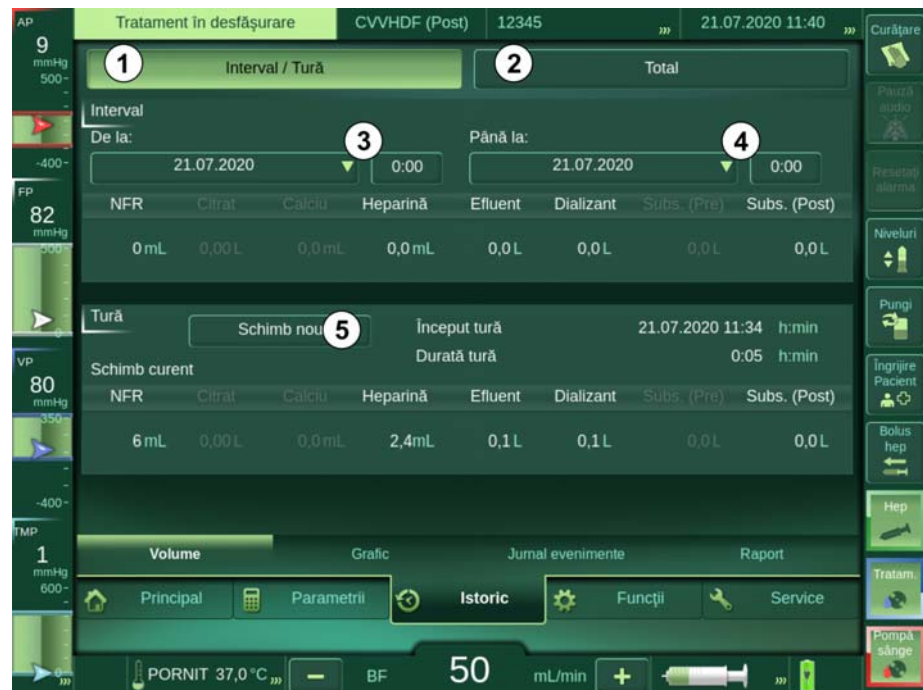 AP
9
mmHg
500
-400
FP
82
mmHg
500
0
VP
80
mmHg
350
-400
TMP
1
mmHg
600
0
Tratament în desfășurare CVVHDF (Post) 12345 21.07.2020 11:40
1 Interval / Tură 2 Total
Interval
De la: 3 Până la: 4
21.07.2020 0:00 21.07.2020 0:00
NFR Citrat Calciu Heparină Efluent Dializant Subs. (Pre) Subs. (Post)
0 mL 0,00 L 0,0 mL 0,0 mL 0,0 L 0,0 L 0,0 L 0,0 L
Tură Schimb nou 5 Început tură 21.07.2020 11:34 h:min
Durată tură 0:05 h:min
Schimb curent
NFR Citrat Calciu Heparină Efluent Dializant Subs. (Pre) Subs. (Post)
6 mL 0,00 L 0,0 mL 2,4mL 0,1 L 0,1 L 0,0 L 0,0 L
Volume Grafic Jurnal evenimente Raport
Principal Parametrii Istoric Funcții Service
PORNIT 37,0 °C − BF 50 mL/min +
Curăţare
Pauză
audio
Resetaţi
alarma
Niveluri
Pungi
Îngrijire
Pacient
Bolus
hep
Hep
Tratam.
Pompă
sânge